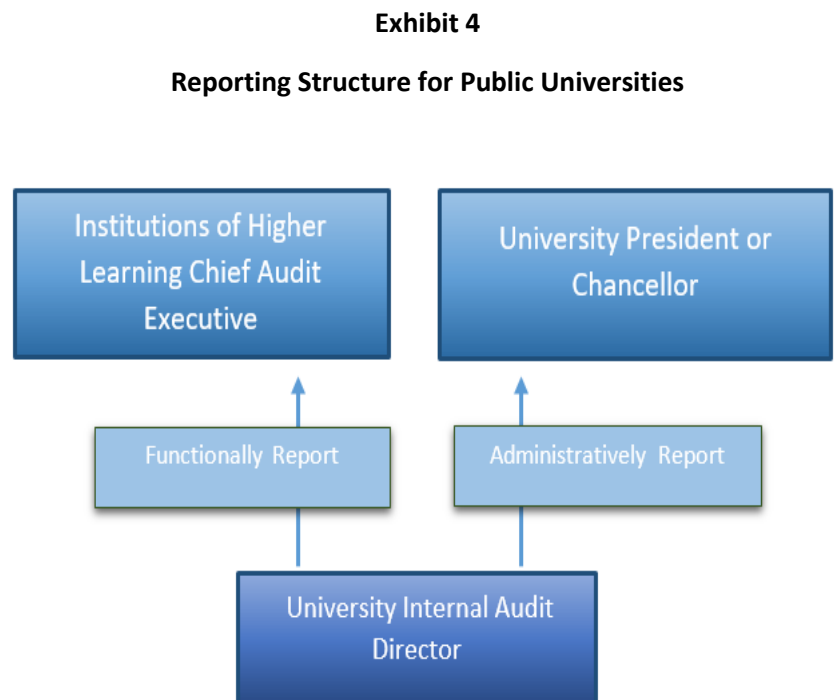 Exhibit 4
Reporting Structure for Public Universities
Institutions of Higher
Learning Chief Audit
Executive
University President or
Chancellor
Functionally Report
Administratively Report
University Internal Audit
Director